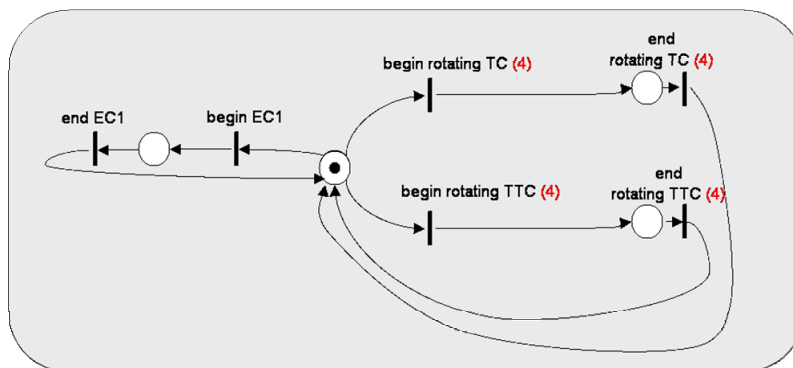 end
begin rotating TC (4)
rotating TC (4)
end EC1
begin EC1
end
begin rotating TTC (4)
rotating TTC (4)